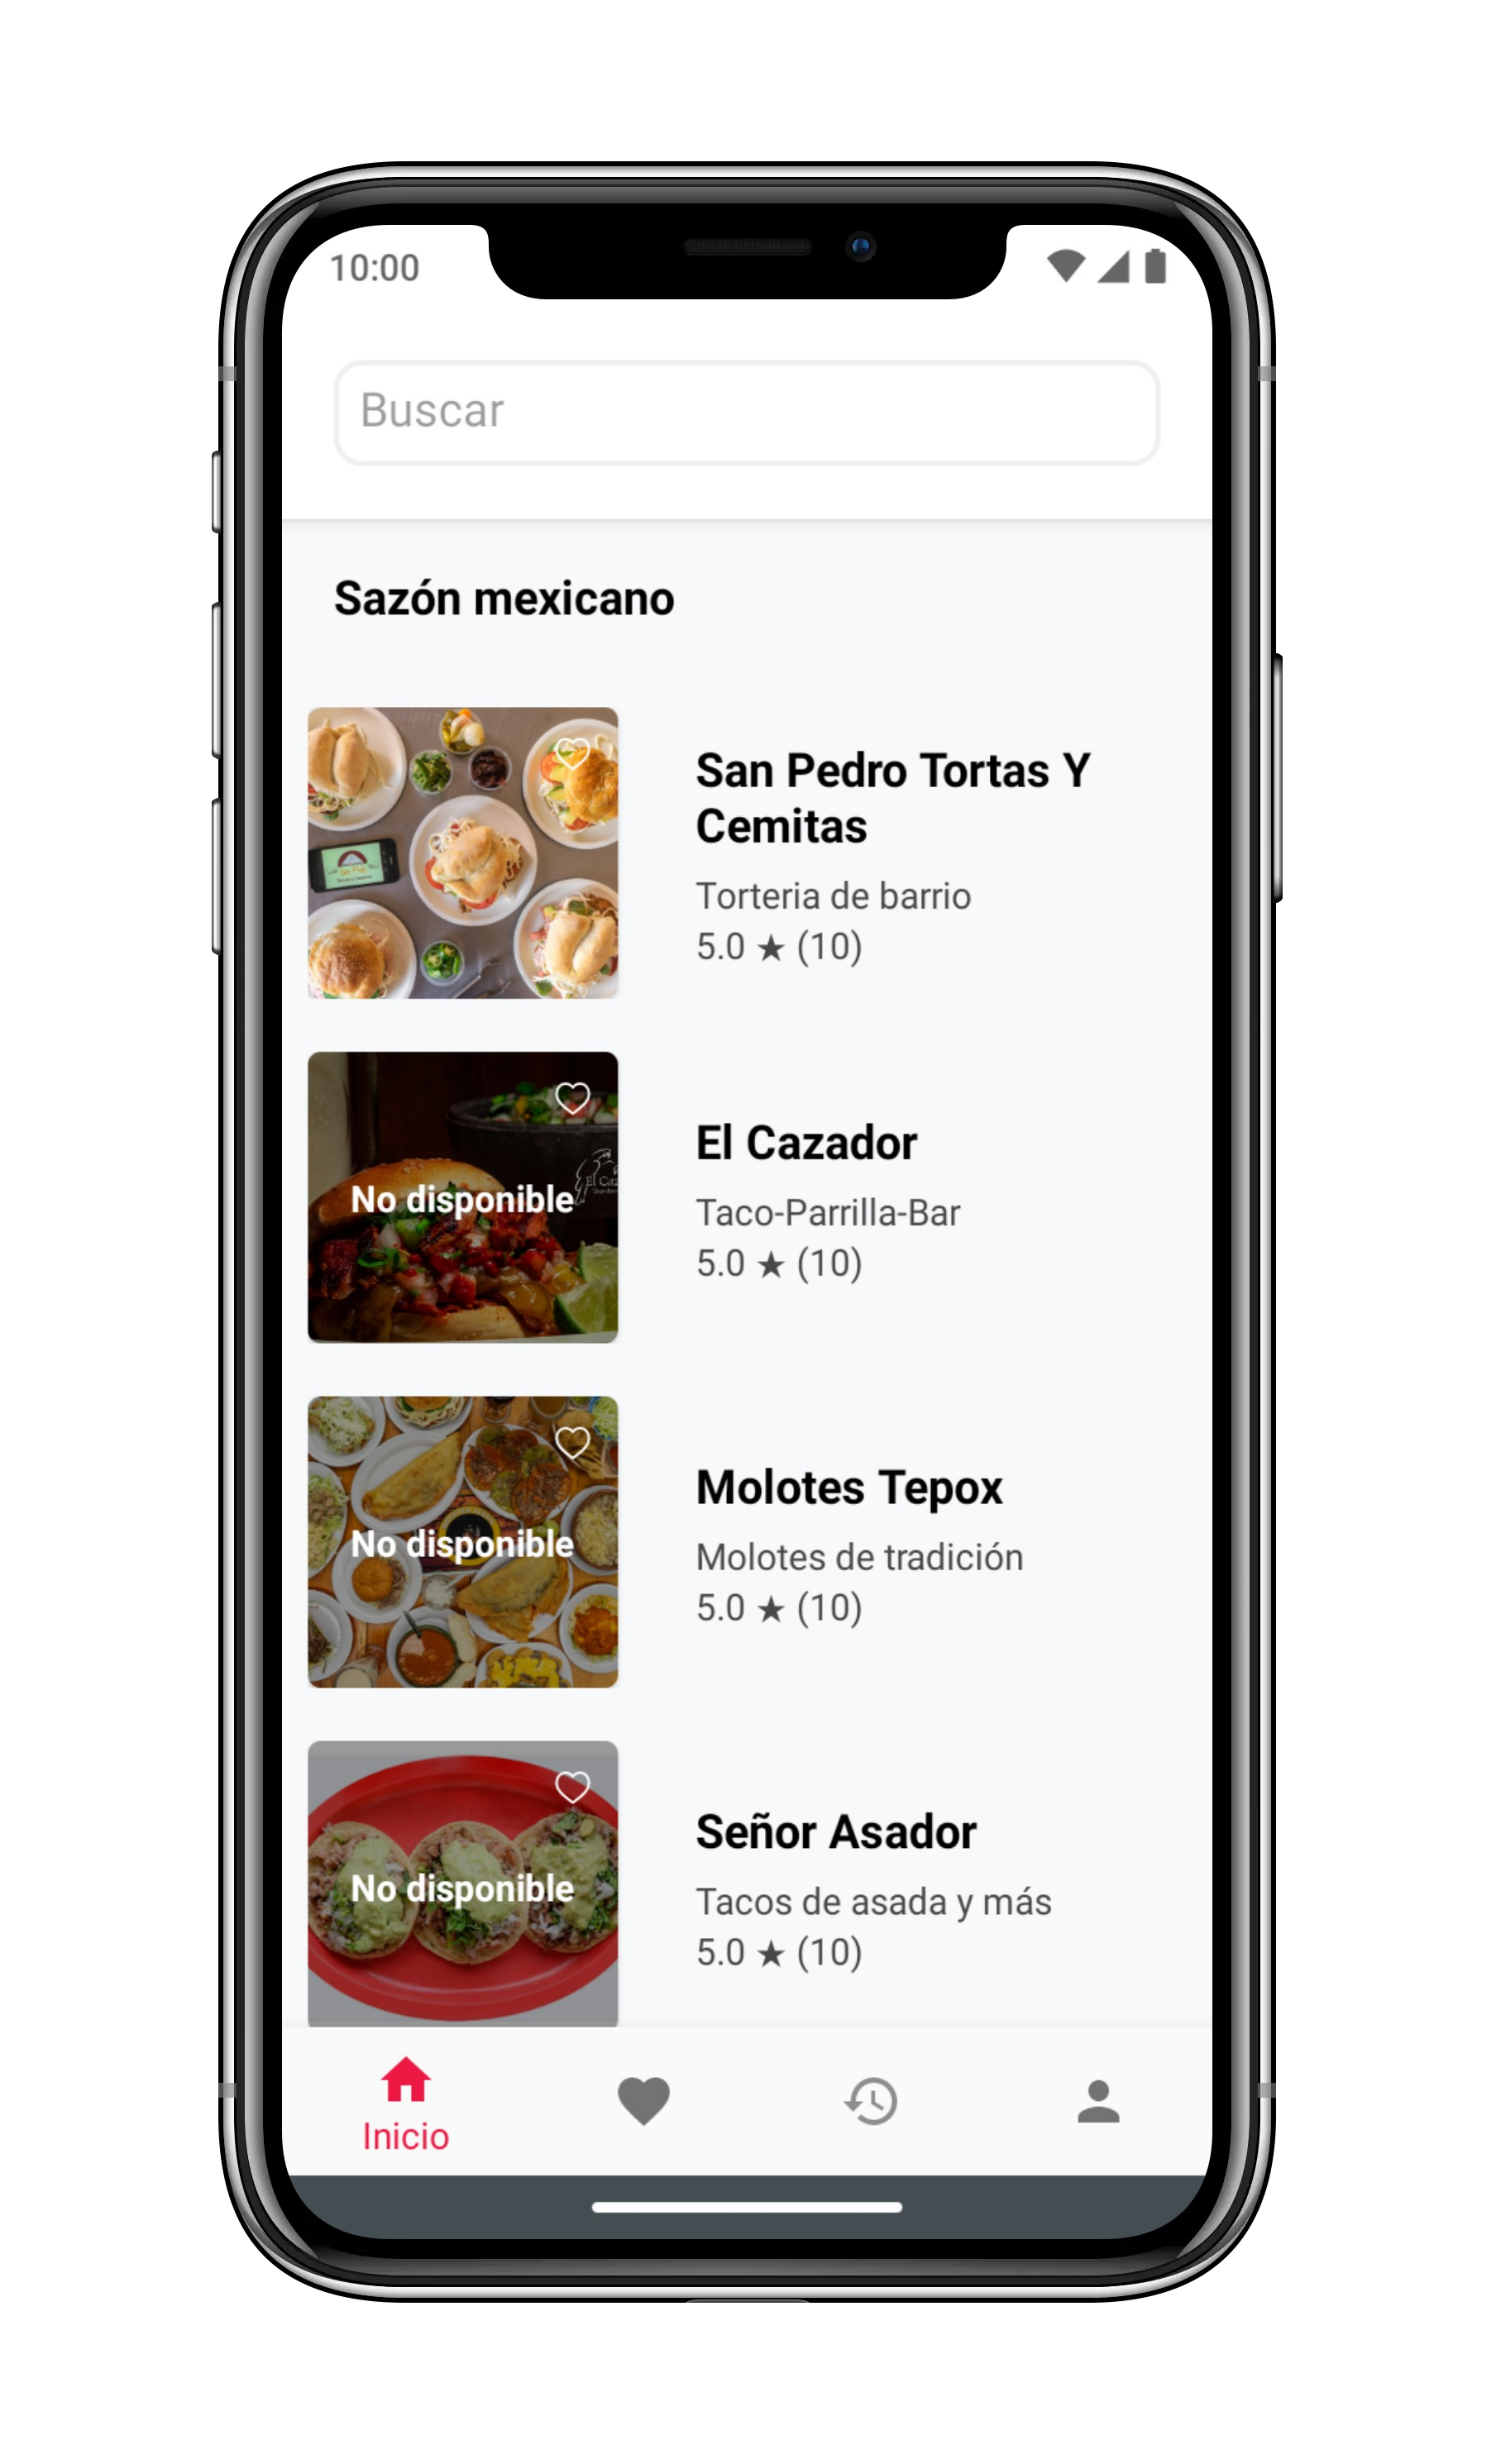 10:00
Buscar
Sazón mexicano
San Pedro Tortas Y
Cemitas
Torteria de barrio
5.0 ★ (10)
No disponible
El Cazador
Taco-Parrilla-Bar
5.0 ★ (10)
No disponible
Molotes Tepox
Molotes de tradición
5.0 ★ (10)
No disponible
Señor Asador
Tacos de asada y más
5.0 ★ (10)
Inicio